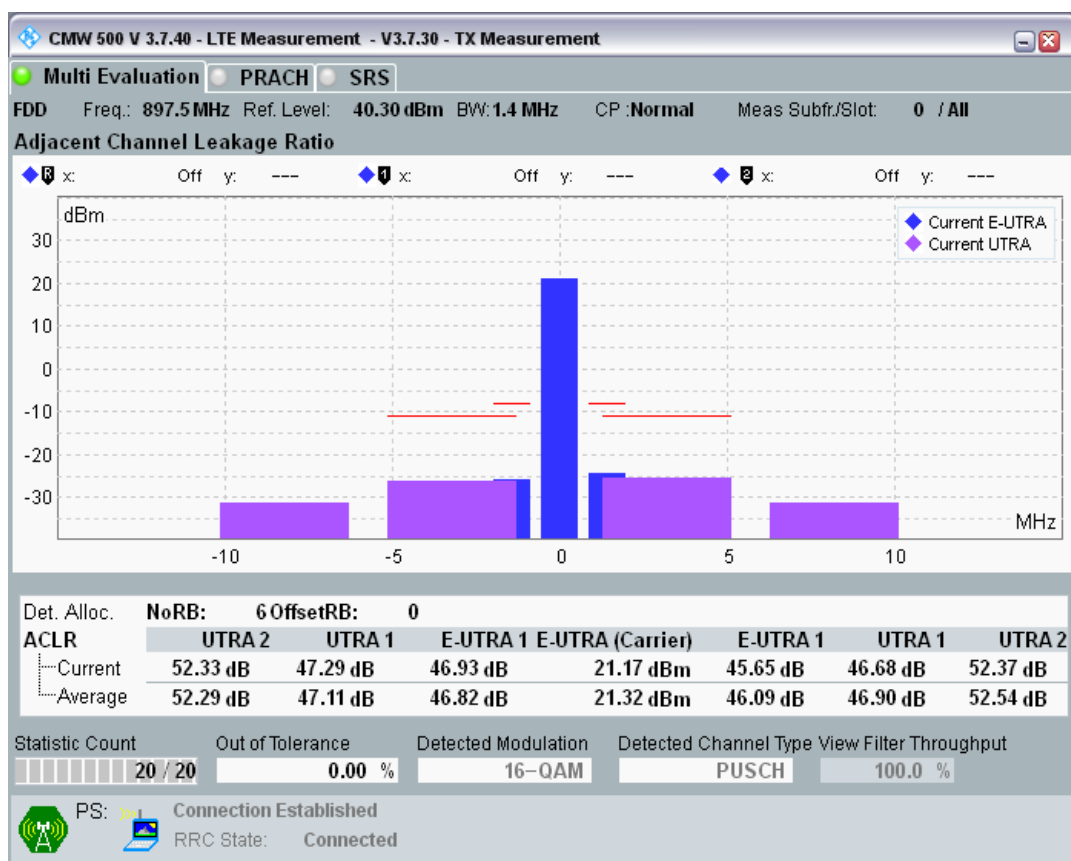 CMW 500 V 3.7.40 - LTE Measurement - V3.7.30 - TX Measurement
Multi Evaluation PRACH SRS
FDD Freq.: 897.5 MHz Ref. Level: 40.30 dBm BW: 1.4 MHz CP :Normal Meas Subfr./Slot: 0 / All
Adjacent Channel Leakage Ratio
R x: Off y: --- 1 x: Off y: --- 2 x: Off y: ---
dBm
Current E-UTRA
Current UTRA
30
20
10
0
-10
-20
-30
MHz
-10 -5 0 5 10
Det. Alloc. NoRB: 6 OffsetRB: 0
ACLR UTRA 2 UTRA 1 E-UTRA 1 E-UTRA (Carrier) E-UTRA 1 UTRA 1 UTRA 2
Current 52.33 dB 47.29 dB 46.93 dB 21.17 dBm 45.65 dB 46.68 dB 52.37 dB
Average 52.29 dB 47.11 dB 46.82 dB 21.32 dBm 46.09 dB 46.90 dB 52.54 dB
Statistic Count Out of Tolerance Detected Modulation Detected Channel Type View Filter Throughput
20 / 20 0.00 % 16-QAM PUSCH 100.0 %
PS: Connection Established
RRC State: Connected